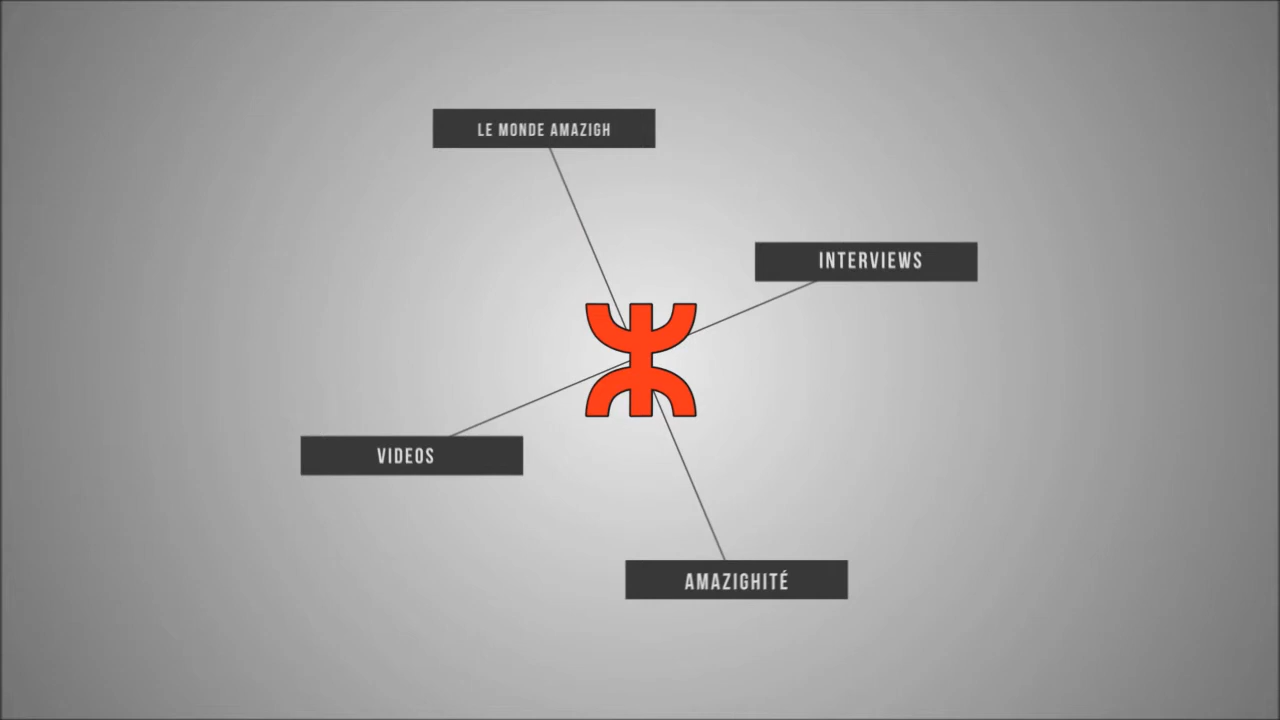 LE MONDE AMAZIGH
INTERVIEWS
ⵣ
VIDEOS
AMAZIGHITÉ